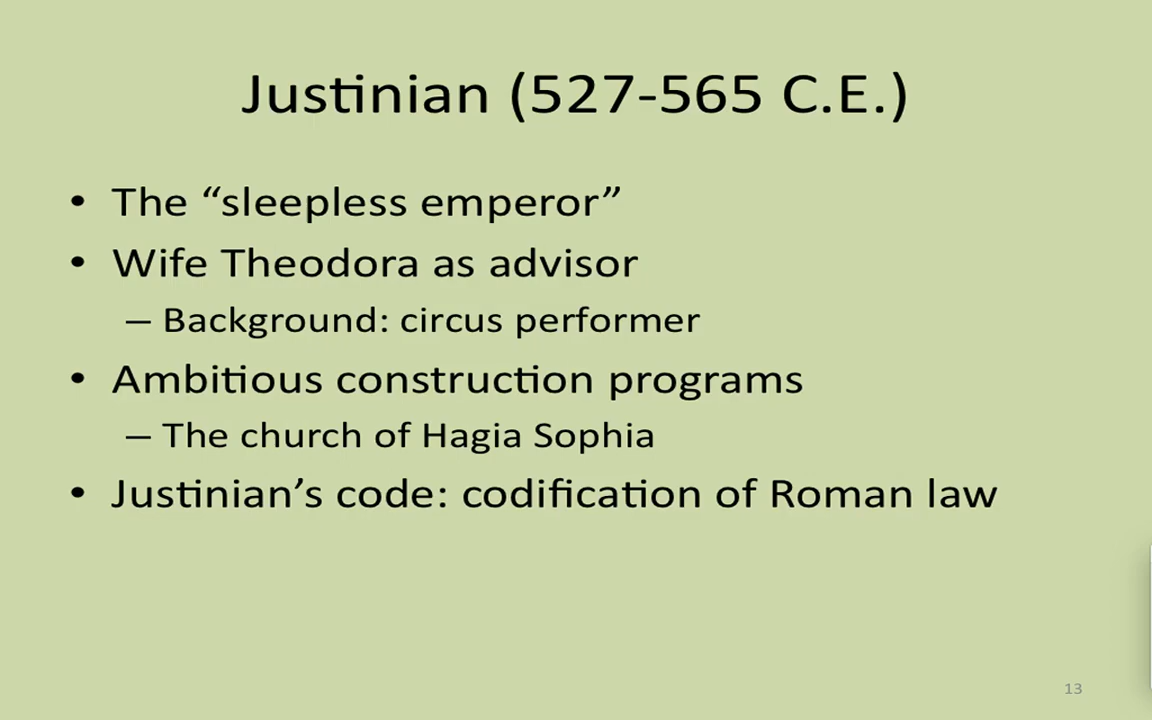 Justinian (527-565 C.E.)
• The “sleepless emperor”
• Wife Theodora as advisor
– Background: circus performer
• Ambitious construction programs
– The church of Hagia Sophia
• Justinian’s code: codification of Roman law
13